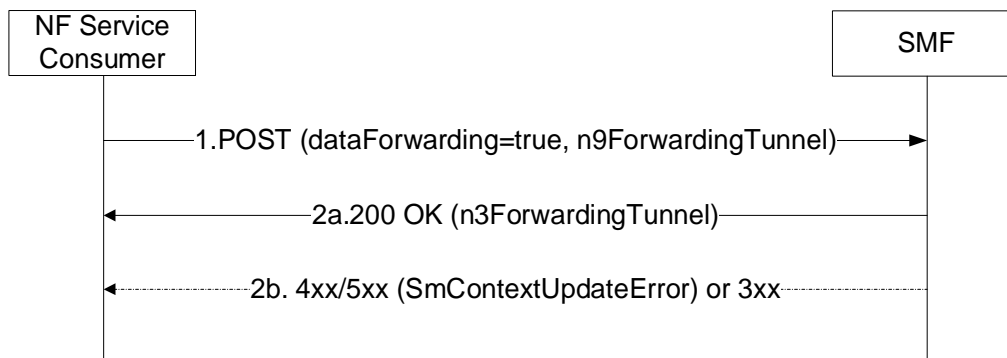 NF Service
Consumer
SMF
1.POST (dataForwarding=true, n9ForwardingTunnel)
2a.200 OK (n3ForwardingTunnel)
2b. 4xx/5xx (SmContextUpdateError) or 3xx